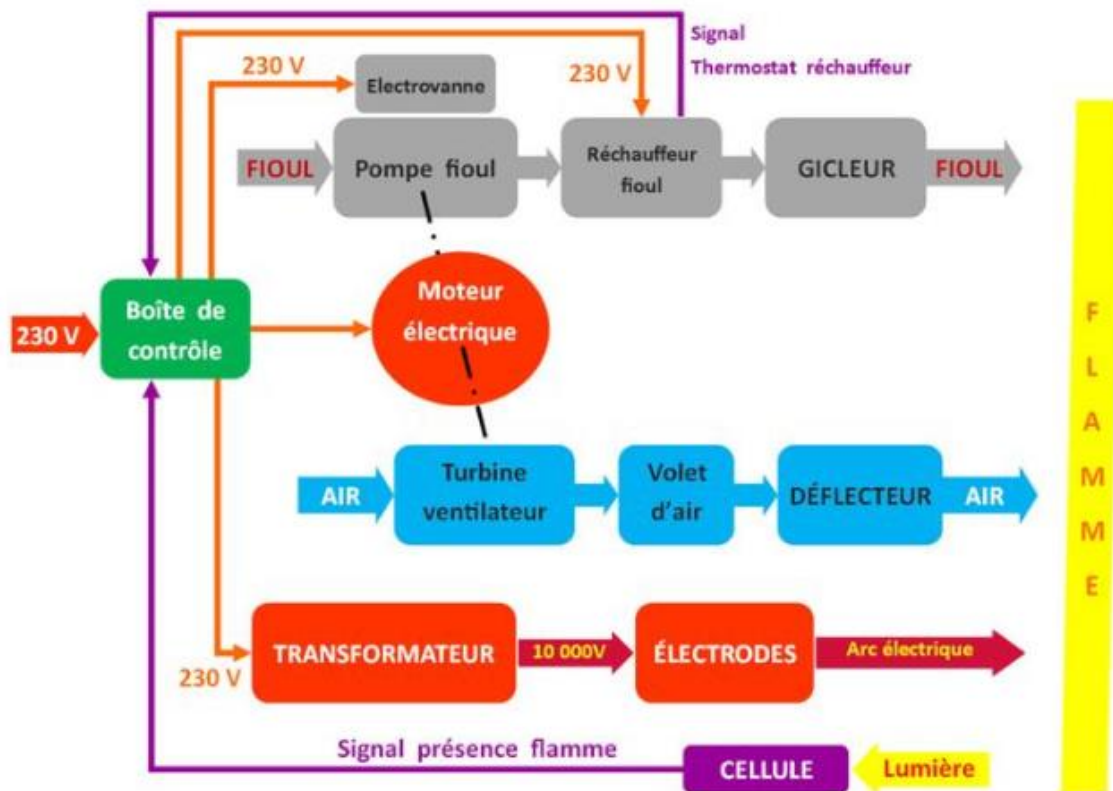 Signal
Thermostat réchauffeur
230 V
230 V
Electrovanne
FIOUL
Pompe fioul
Réchauffeur
fioul
GICLEUR
FIOUL
230 V
Boîte de
contrôle
Moteur
électrique
AIR
Turbine
ventilateur
Volet
d'air
DÉFLECTEUR
AIR
230 V
TRANSFORMATEUR
10 000V
ÉLECTRODES
Arc électrique
Signal présence flamme
CELLULE
Lumière
F
L
A
M
M
E